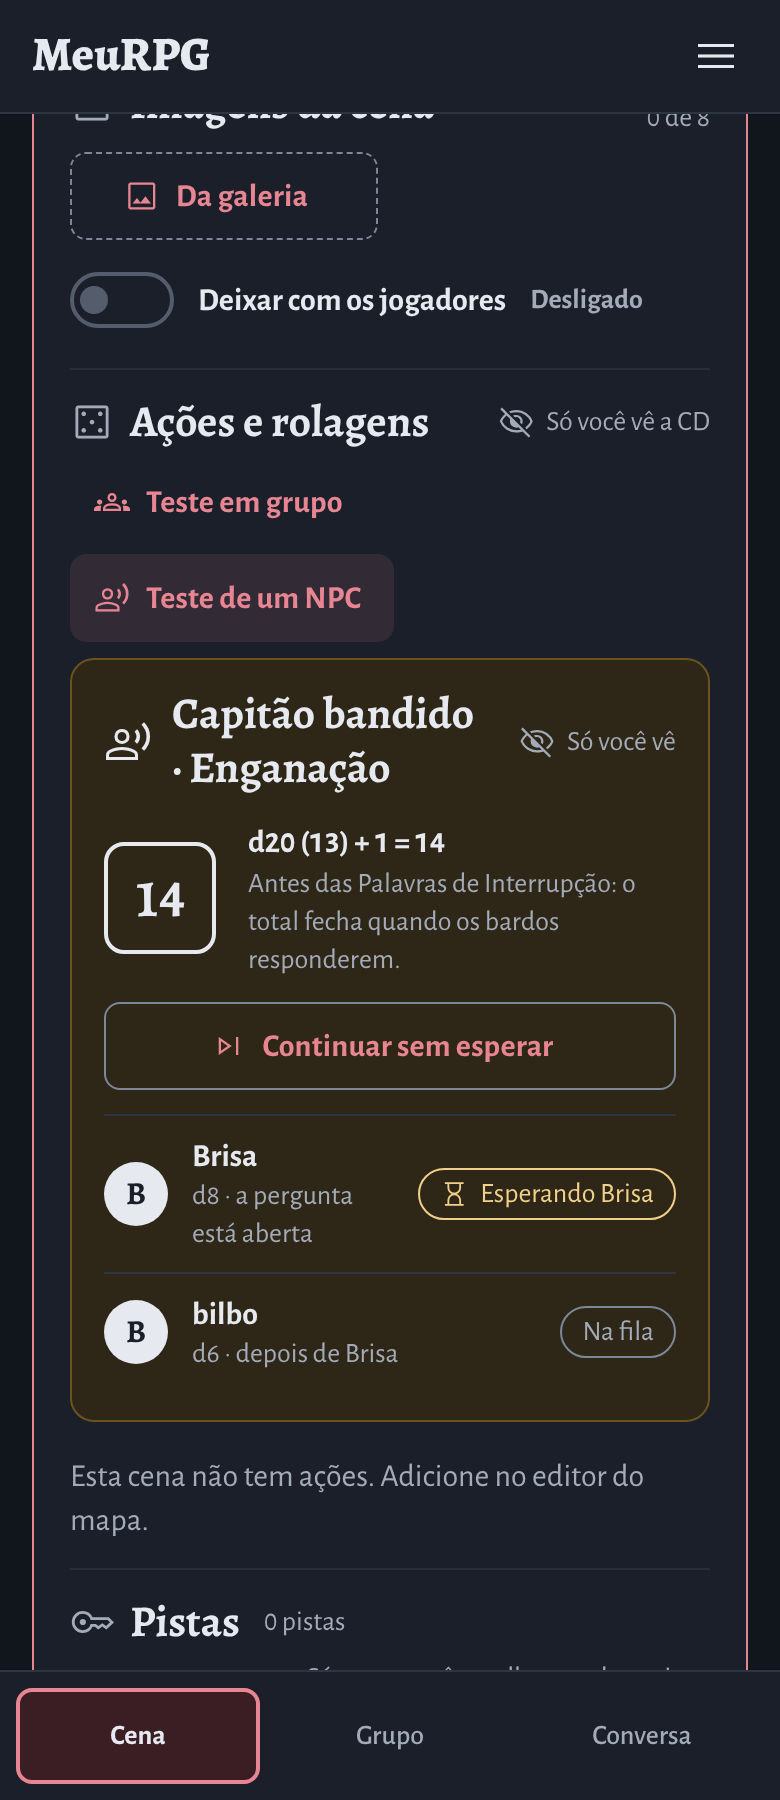 MeuRPG
Imagens da cena
0 de 8
Da galeria
Deixar com os jogadores Desligado
Ações e rolagens
Só você vê a CD
Teste em grupo
Teste de um NPC
Capitão bandido
· Enganação
Só você vê
14
d20 (13) + 1 = 14
Antes das Palavras de Interrupção: o
total fecha quando os bardos
responderem.
Continuar sem esperar
B
Brisa
d8 · a pergunta
está aberta
Esperando Brisa
B
bilbo
d6 · depois de Brisa
Na fila
Esta cena não tem ações. Adicione no editor do
mapa.
Pistas 0 pistas
Cena
Grupo
Conversa